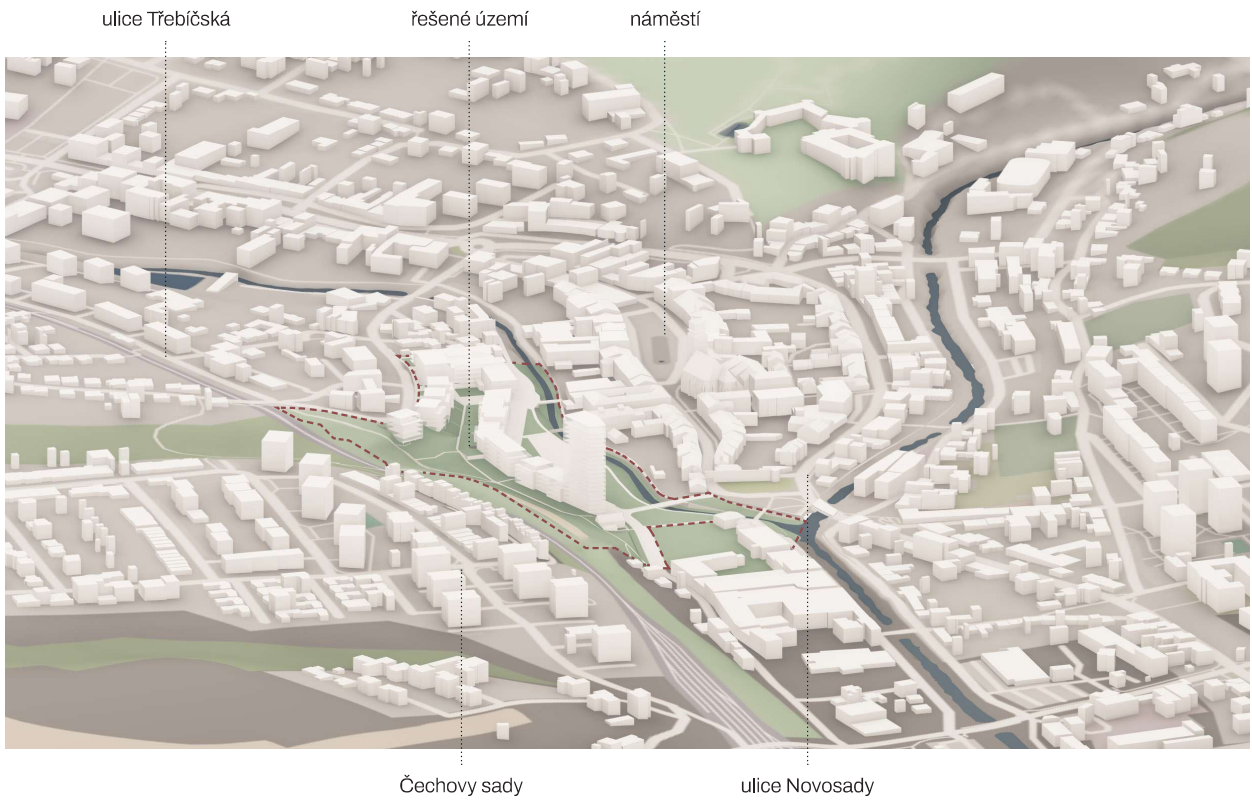 ulice Třebíčská
řešené území
náměstí
Čechovy sady
ulice Novosady